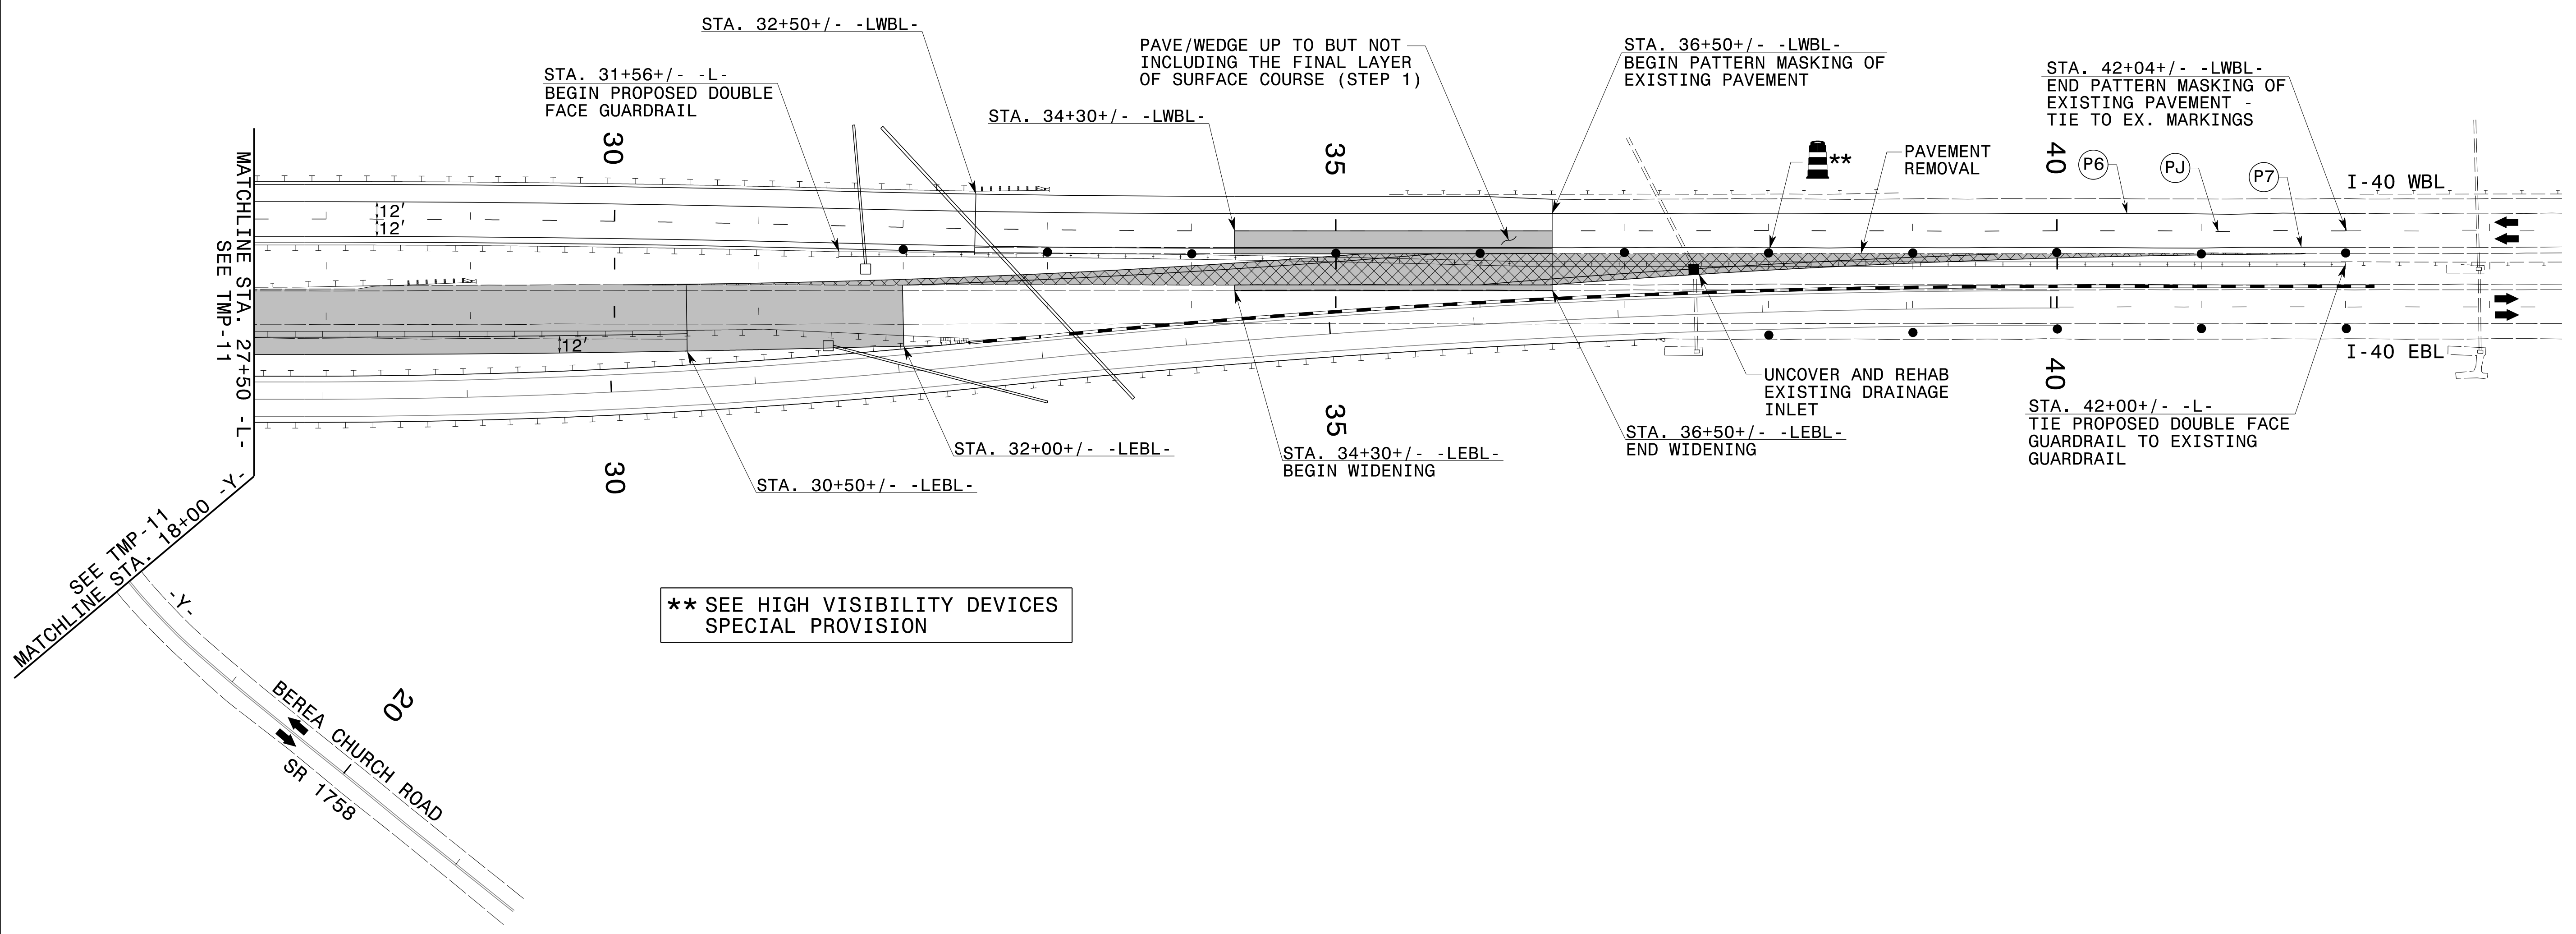 STA. 32+50+/- -LWBL-
STA. 31+56+/- -L-
BEGIN PROPOSED DOUBLE
FACE GUARDRAIL
PAVE/WEDGE UP TO BUT NOT
INCLUDING THE FINAL LAYER
OF SURFACE COURSE (STEP 1)
STA. 34+30+/- -LWBL-
STA. 36+50+/- -LWBL-
BEGIN PATTERN MASKING OF
EXISTING PAVEMENT
STA. 42+04+/- -LWBL-
END PATTERN MASKING OF
EXISTING PAVEMENT -
TIE TO EX. MARKINGS
**
PAVEMENT
REMOVAL
P6
PJ
P7
I-40 WBL
30
35
40
MATCHLINE STA. 27+50 -L-
SEE TMP-11
12'
12'
12'
I-40 EBL
30
35
40
UNCOVER AND REHAB
EXISTING DRAINAGE
INLET
STA. 42+00+/- -L-
TIE PROPOSED DOUBLE FACE
GUARDRAIL TO EXISTING
GUARDRAIL
STA. 36+50+/- -LEBL-
END WIDENING
STA. 34+30+/- -LEBL-
BEGIN WIDENING
STA. 32+00+/- -LEBL-
STA. 30+50+/- -LEBL-
SEE TMP-11
MATCHLINE STA. 18+00 -Y-
-Y-
** SEE HIGH VISIBILITY DEVICES
SPECIAL PROVISION
20
BEREA CHURCH ROAD
SR 1758